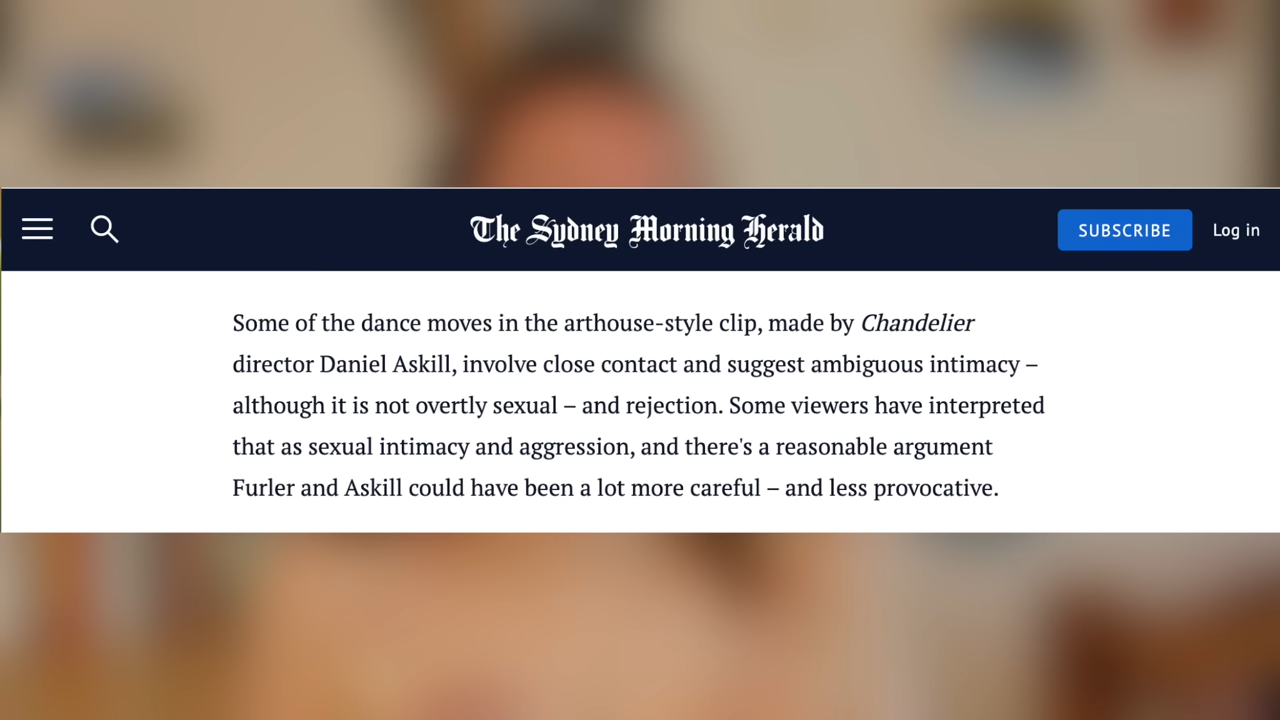 The Sydney Morning Herald
SUBSCRIBE
Log in
Some of the dance moves in the arthouse-style clip, made by Chandelier
director Daniel Askill, involve close contact and suggest ambiguous intimacy –
although it is not overtly sexual – and rejection. Some viewers have interpreted
that as sexual intimacy and aggression, and there's a reasonable argument
Furler and Askill could have been a lot more careful – and less provocative.